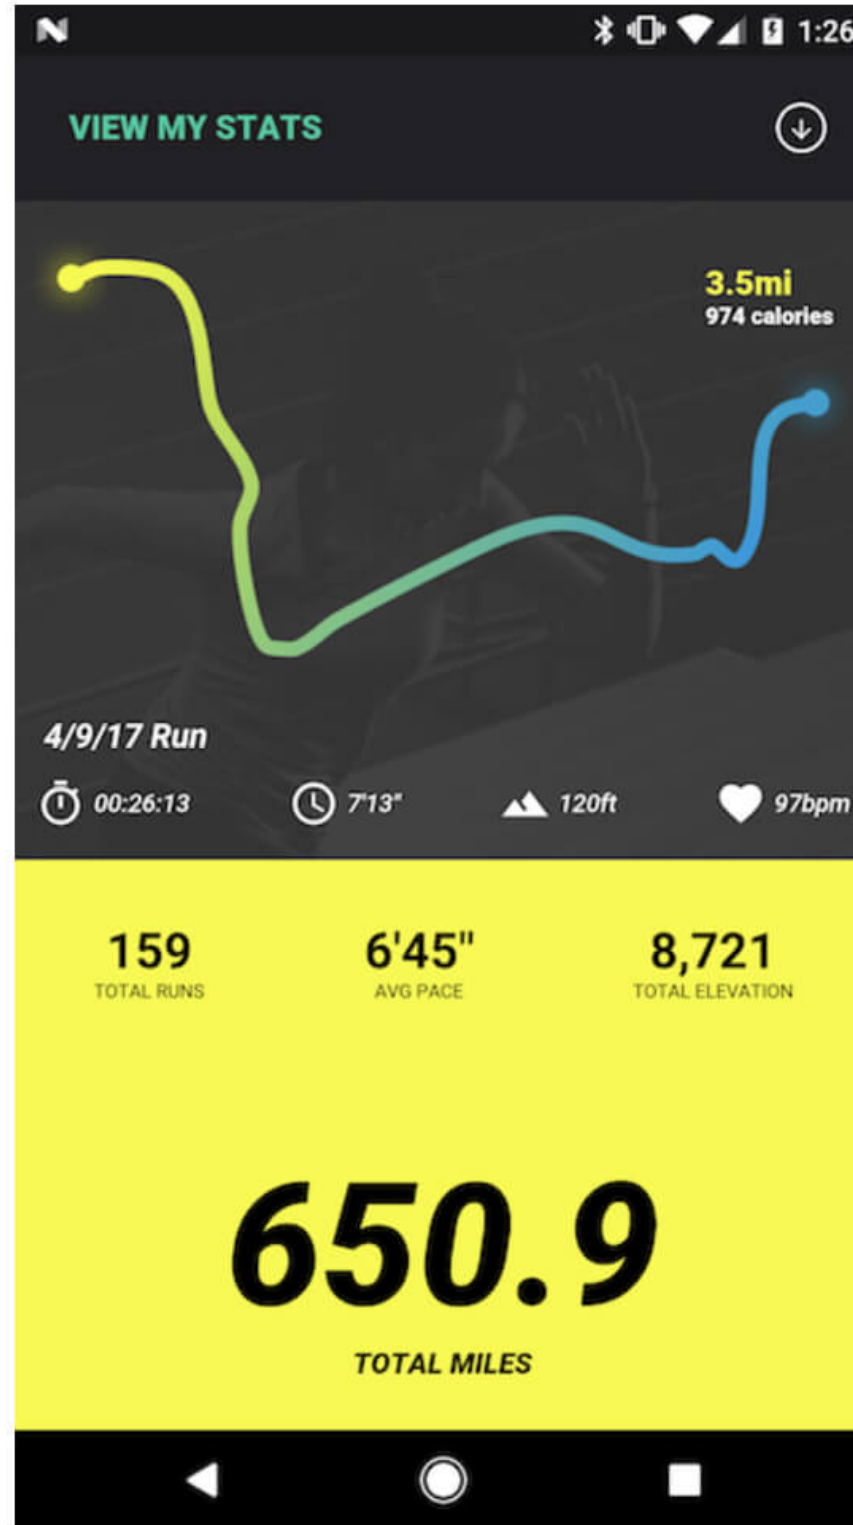 1:26
VIEW MY STATS
3.5mi
974 calories
4/9/17 Run
00:26:13 7'13" 120ft 97bpm
159 6'45" 8,721
TOTAL RUNS AVG PACE TOTAL ELEVATION
650.9
TOTAL MILES